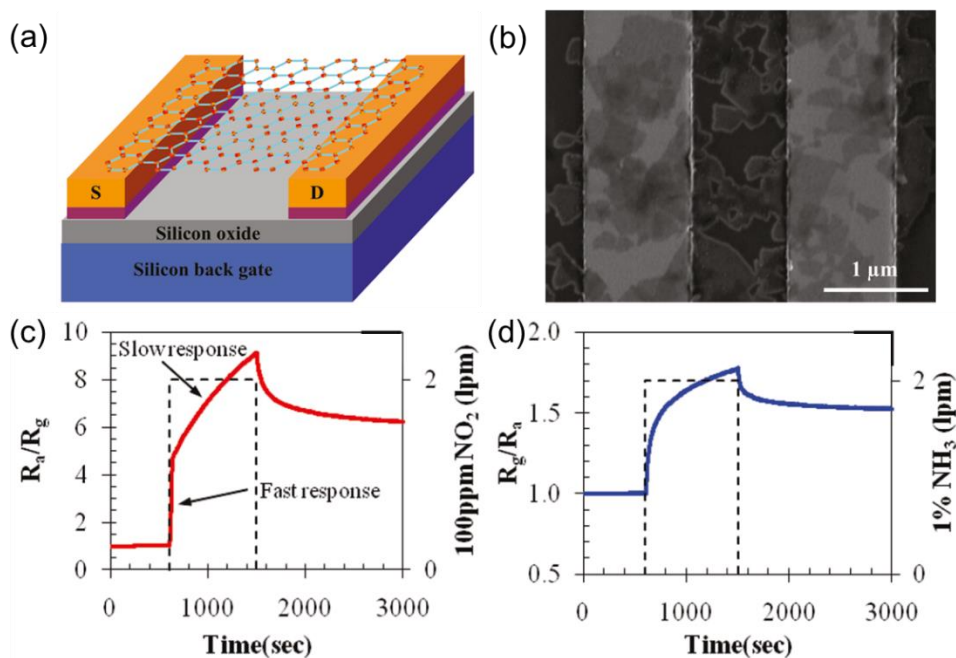 (a)
S
D
Silicon oxide
Silicon back gate
(b)
1 µm
(c)
10
8
6
4
2
0
Ra/Rg
Slow response
Fast response
2
0
100ppmNO2 (lpm)
0
1000
2000
3000
Time(sec)
(d)
2.0
1.5
1.0
0.5
Rg/Ra
2
0
1% NH3 (lpm)
0
1000
2000
3000
Time(sec)